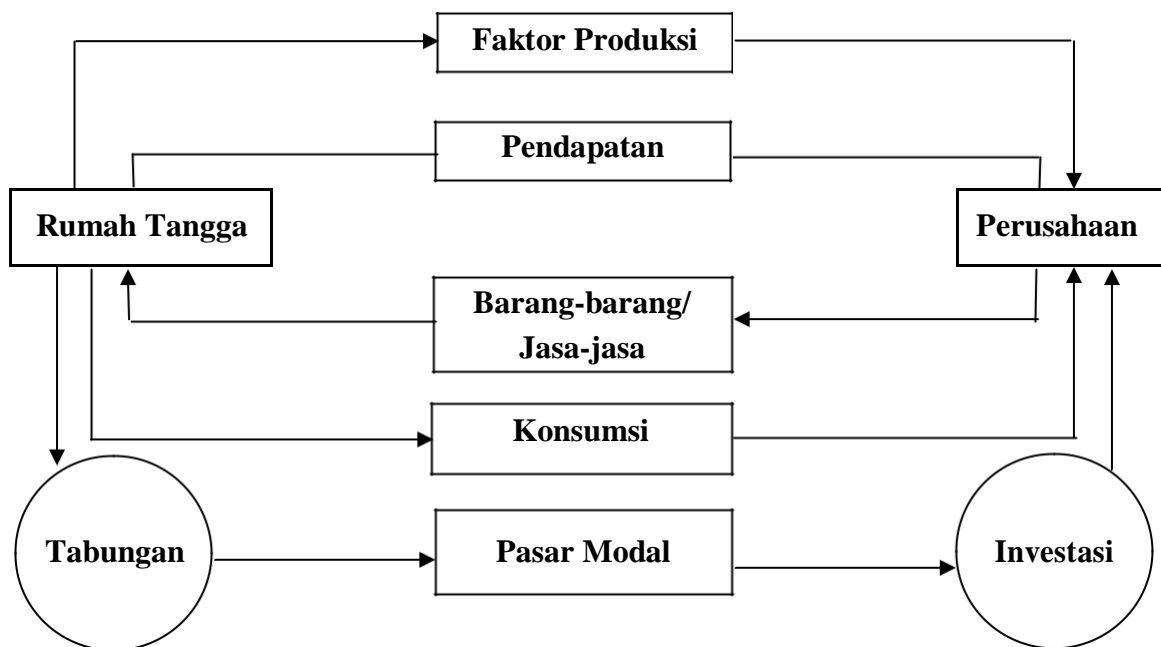 Faktor Produksi
Pendapatan
Rumah Tangga
Perusahaan
Barang-barang/
Jasa-jasa
Konsumsi
Tabungan
Pasar Modal
Investasi